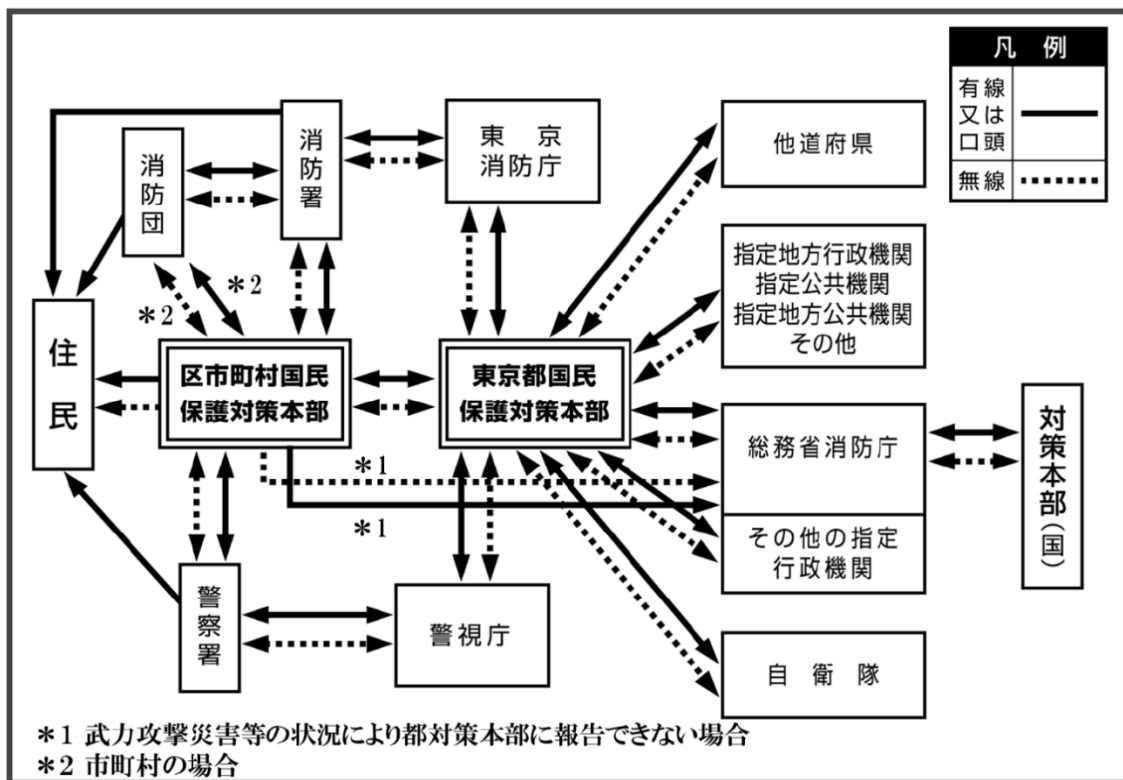 凡 例
有線
又は
口頭
無線
消防団
消防署
東 京
消防庁
他道府県
指定地方行政機関
指定公共機関
指定地方公共機関
その他
*2
*2
住民
区市町村国民
保護対策本部
東京都国民
保護対策本部
総務省消防庁
対策本部(国)
*1
*1
その他の指定
行政機関
警察署
警視庁
自 衛 隊
*1 武力攻撃災害等の状況により都対策本部に報告できない場合
*2 市町村の場合